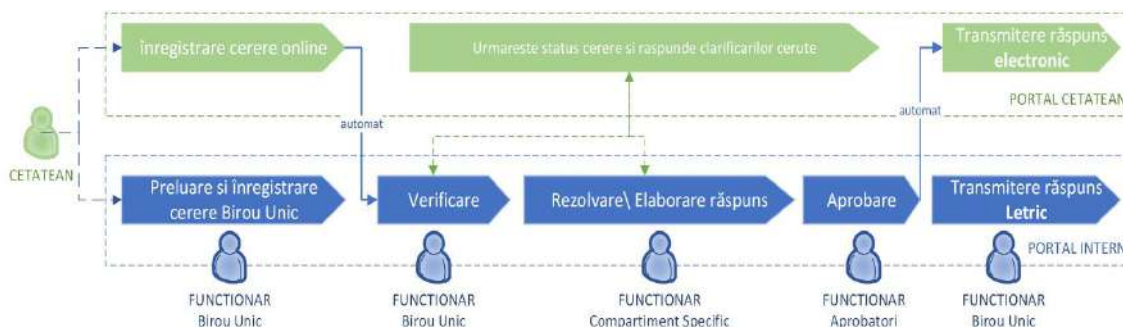 înregistrare cerere online
Urmareste status cerere si raspunde clarificarilor cerute
Transmitere răspuns
electronic
PORTAL CETATEAN
automat
automat
CETATEAN
Preluare si înregistrare
cerere Birou Unic
Verificare
Rezolvare\ Elaborare răspuns
Aprobare
Transmitere răspuns
Letric
PORTAL INTERN
FUNCTIONAR
Birou Unic
FUNCTIONAR
Birou Unic
FUNCTIONAR
Compartiment Specific
FUNCTIONAR
Aprobatori
FUNCTIONAR
Birou Unic